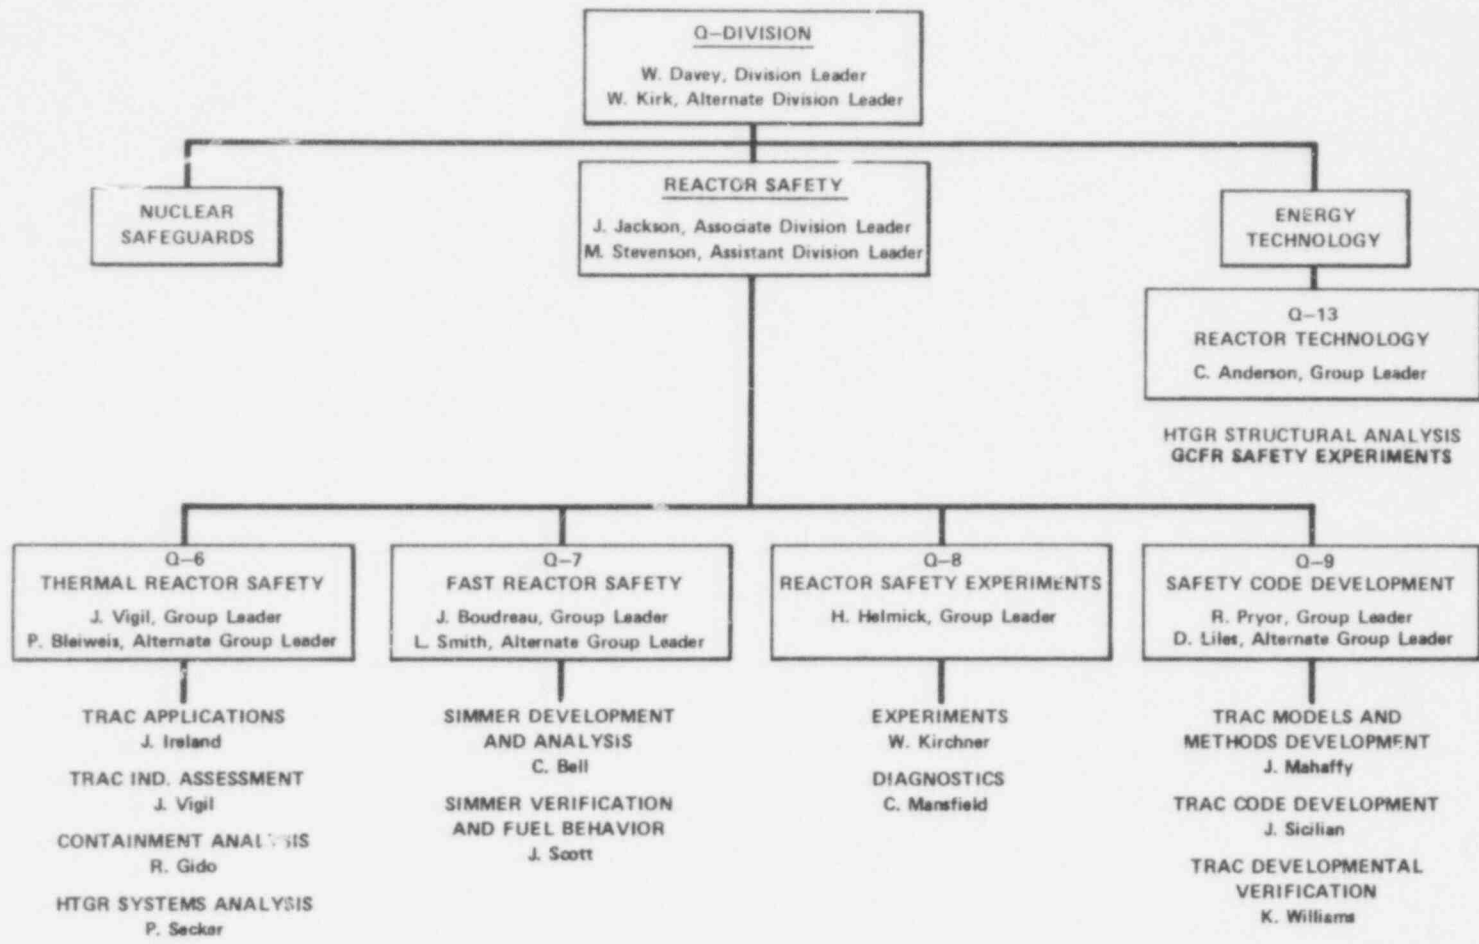 Q–DIVISION
W. Davey, Division Leader
W. Kirk, Alternate Division Leader
NUCLEAR
SAFEGUARDS
REACTOR SAFETY
J. Jackson, Associate Division Leader
M. Stevenson, Assistant Division Leader
ENERGY
TECHNOLOGY
Q–13
REACTOR TECHNOLOGY
C. Anderson, Group Leader
HTGR STRUCTURAL ANALYSIS
GCFR SAFETY EXPERIMENTS
Q–6
THERMAL REACTOR SAFETY
J. Vigil, Group Leader
P. Bleiweis, Alternate Group Leader
TRAC APPLICATIONS
J. Ireland
TRAC IND. ASSESSMENT
J. Vigil
CONTAINMENT ANALYSIS
R. Gido
HTGR SYSTEMS ANALYSIS
P. Secker
Q–7
FAST REACTOR SAFETY
J. Boudreau, Group Leader
L. Smith, Alternate Group Leader
SIMMER DEVELOPMENT
AND ANALYSIS
C. Bell
SIMMER VERIFICATION
AND FUEL BEHAVIOR
J. Scott
Q–8
REACTOR SAFETY EXPERIMENTS
H. Helmick, Group Leader
EXPERIMENTS
W. Kirchner
DIAGNOSTICS
C. Mansfield
Q–9
SAFETY CODE DEVELOPMENT
R. Pryor, Group Leader
D. Liles, Alternate Group Leader
TRAC MODELS AND
METHODS DEVELOPMENT
J. Mahaffy
TRAC CODE DEVELOPMENT
J. Sicilian
TRAC DEVELOPMENTAL
VERIFICATION
K. Williams